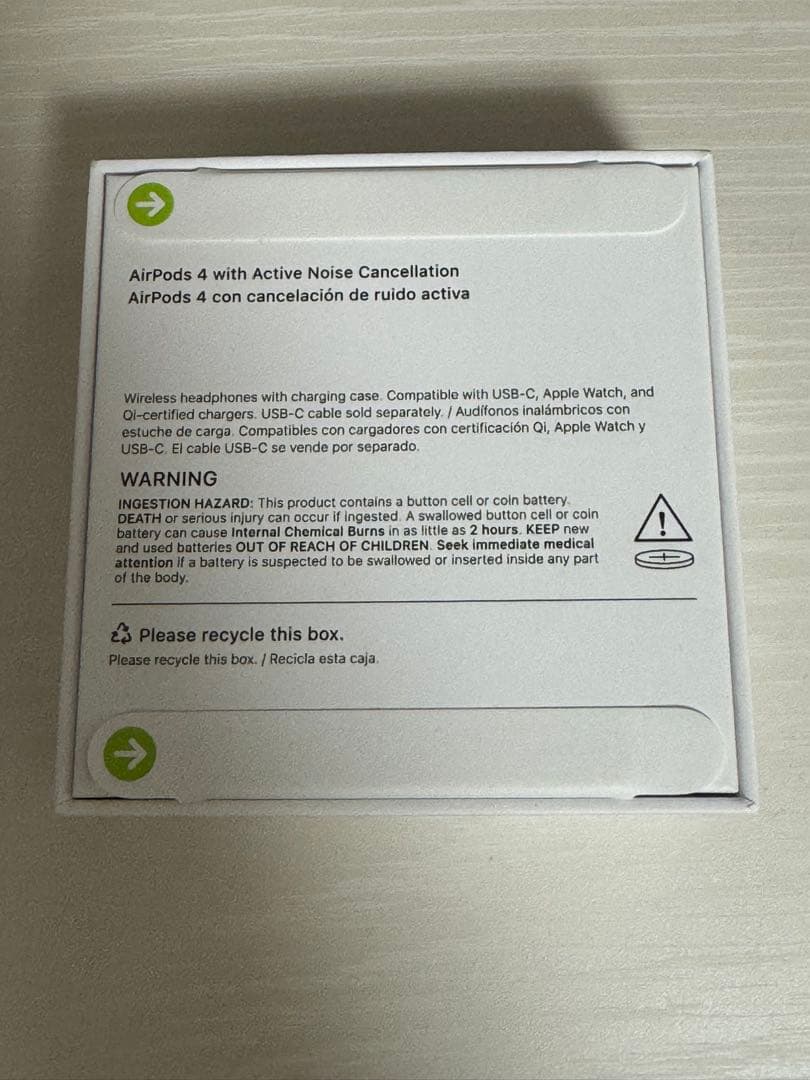 AirPods 4 with Active Noise Cancellation
AirPods 4 con cancelación de ruido activa
Wireless headphones with charging case. Compatible with USB-C, Apple Watch, and
Qi-certified chargers. USB-C cable sold separately. / Audífonos inalámbricos con
estuche de carga. Compatibles con cargadores con certificación Qi, Apple Watch y
USB-C. El cable USB-C se vende por separado.
WARNING
INGESTION HAZARD: This product contains a button cell or coin battery.
DEATH or serious injury can occur if ingested. A swallowed button cell or coin
battery can cause Internal Chemical Burns in as little as 2 hours. KEEP new
and used batteries OUT OF REACH OF CHILDREN. Seek immediate medical
attention if a battery is suspected to be swallowed or inserted inside any part
of the body.
Please recycle this box.
Please recycle this box. / Recicla esta caja.